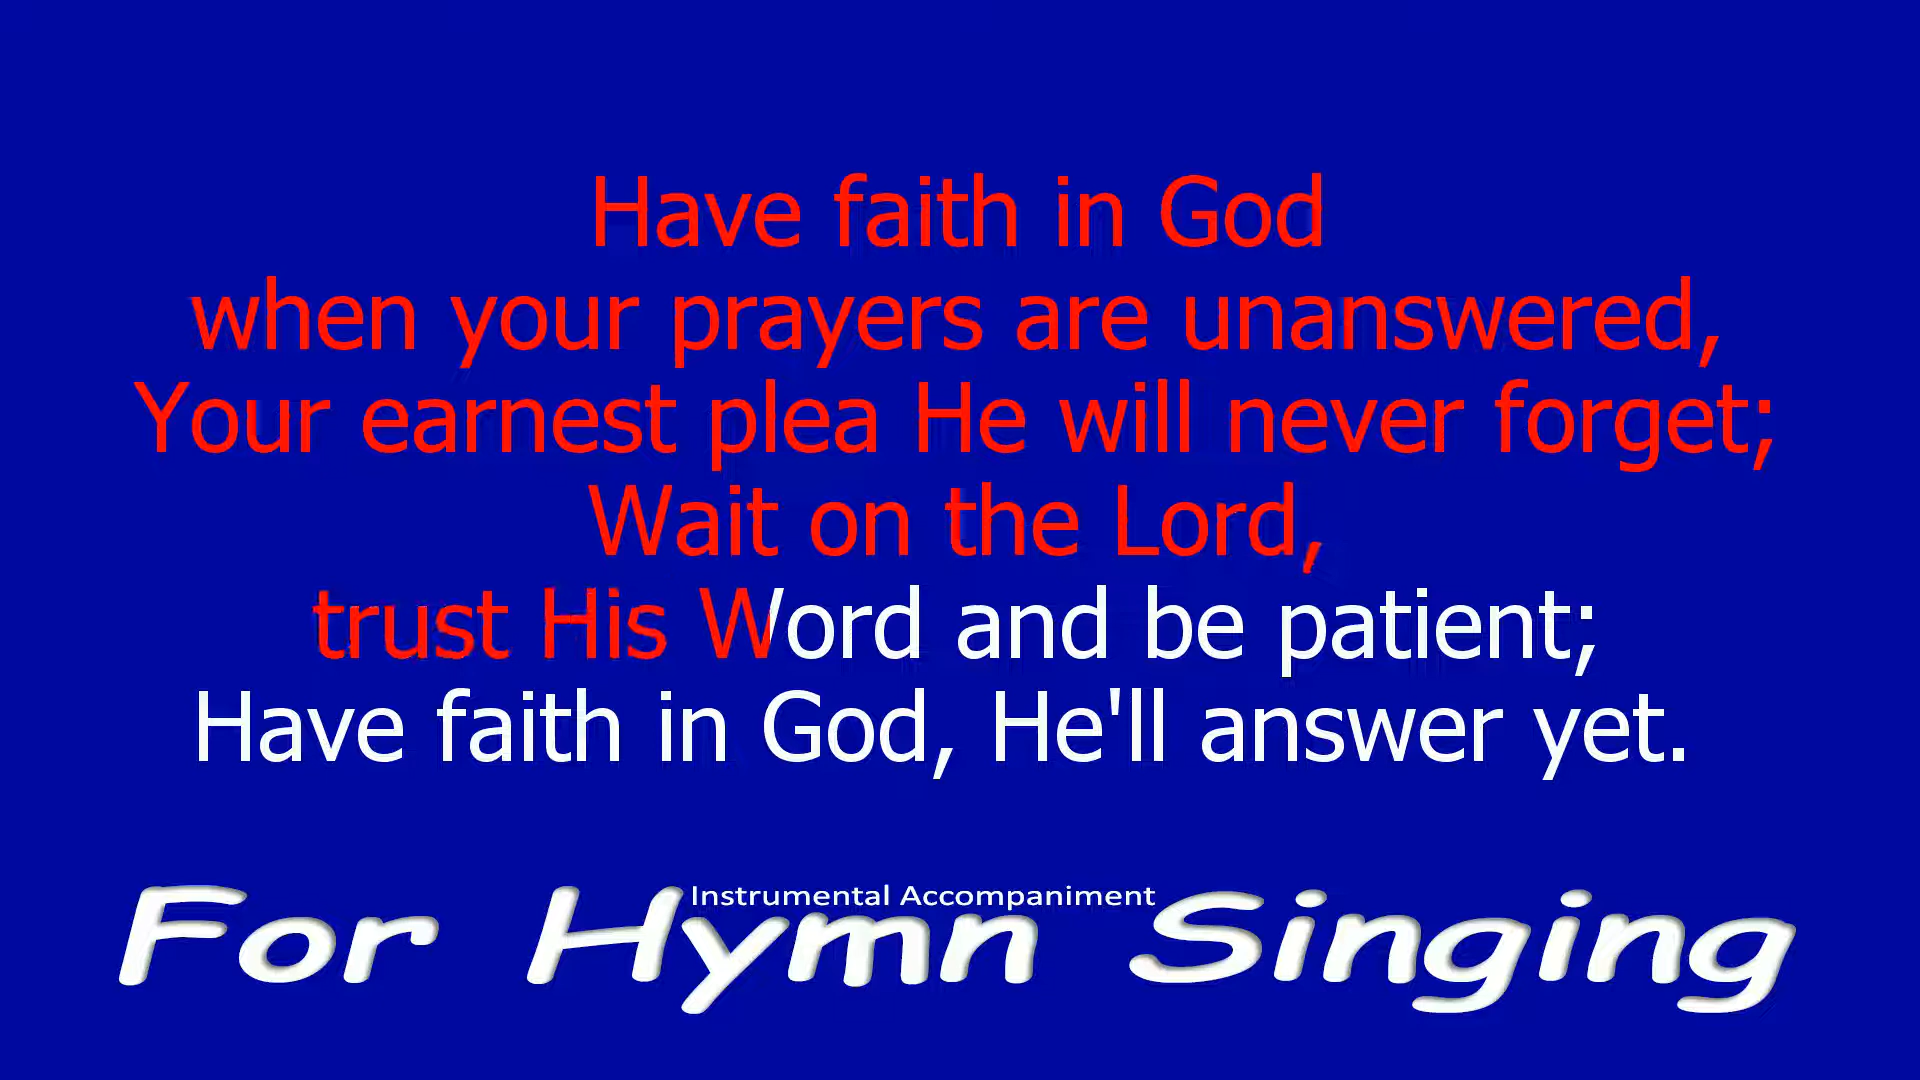 Have faith in God
when your prayers are unanswered,
Your earnest plea He will never forget;
Wait on the Lord,
trust His Word and be patient;
Have faith in God, He'll answer yet.
Instrumental Accompaniment
For Hymn Singing